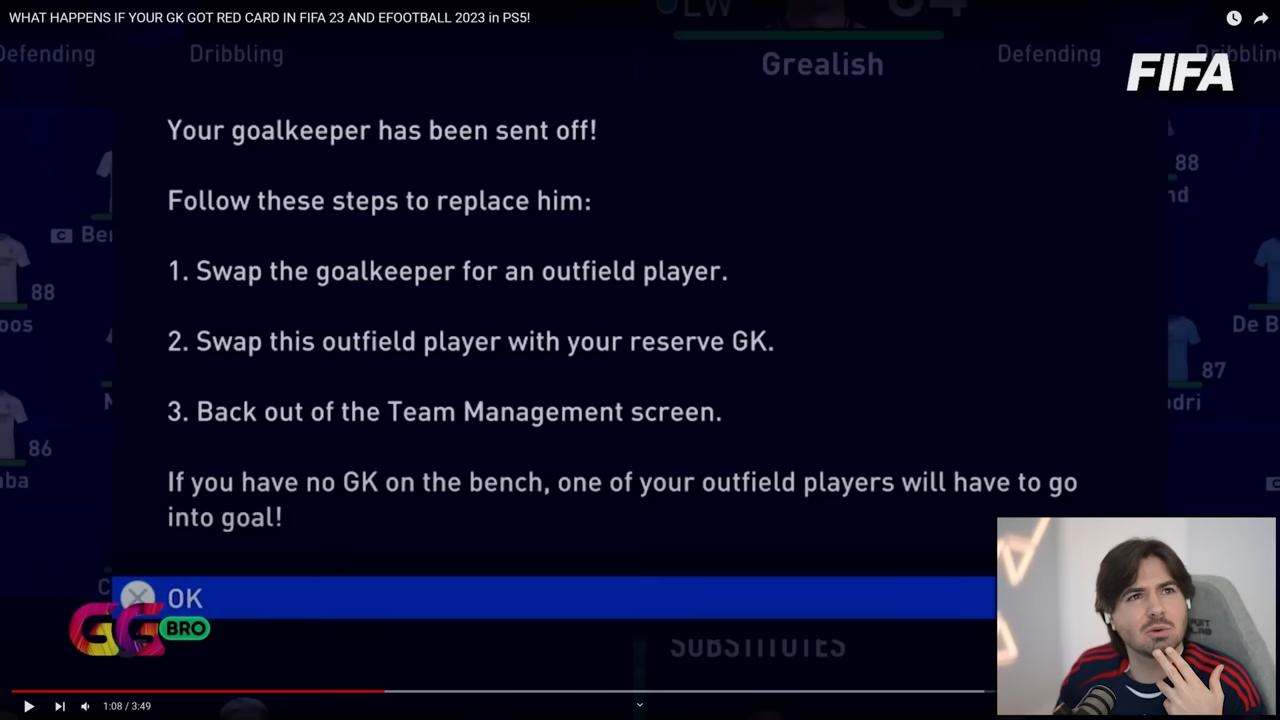 WHAT HAPPENS IF YOUR GK GOT RED CARD IN FIFA 23 AND EFOOTBALL 2023 in PS5!
LW
Defending
Dribbling
Grealish
Defending
FIFA
Your goalkeeper has been sent off!
88
Follow these steps to replace him:
C
1. Swap the goalkeeper for an outfield player.
88
2. Swap this outfield player with your reserve GK.
87
3. Back out of the Team Management screen.
86
If you have no GK on the bench, one of your outfield players will have to go
into goal!
OK
GG BRO
SUBSTITUTES
1:08 / 3:49